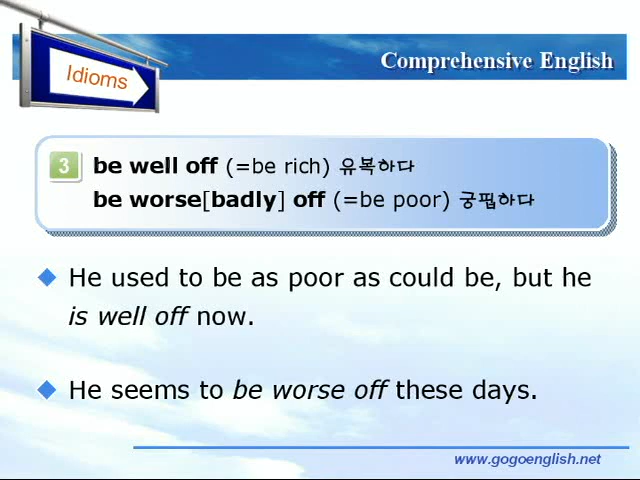 Idioms
Comprehensive English
3 be well off (=be rich) 유복하다
be worse[badly] off (=be poor) 궁핍하다
He used to be as poor as could be, but he
is well off now.
He seems to be worse off these days.
www.gogoenglish.net